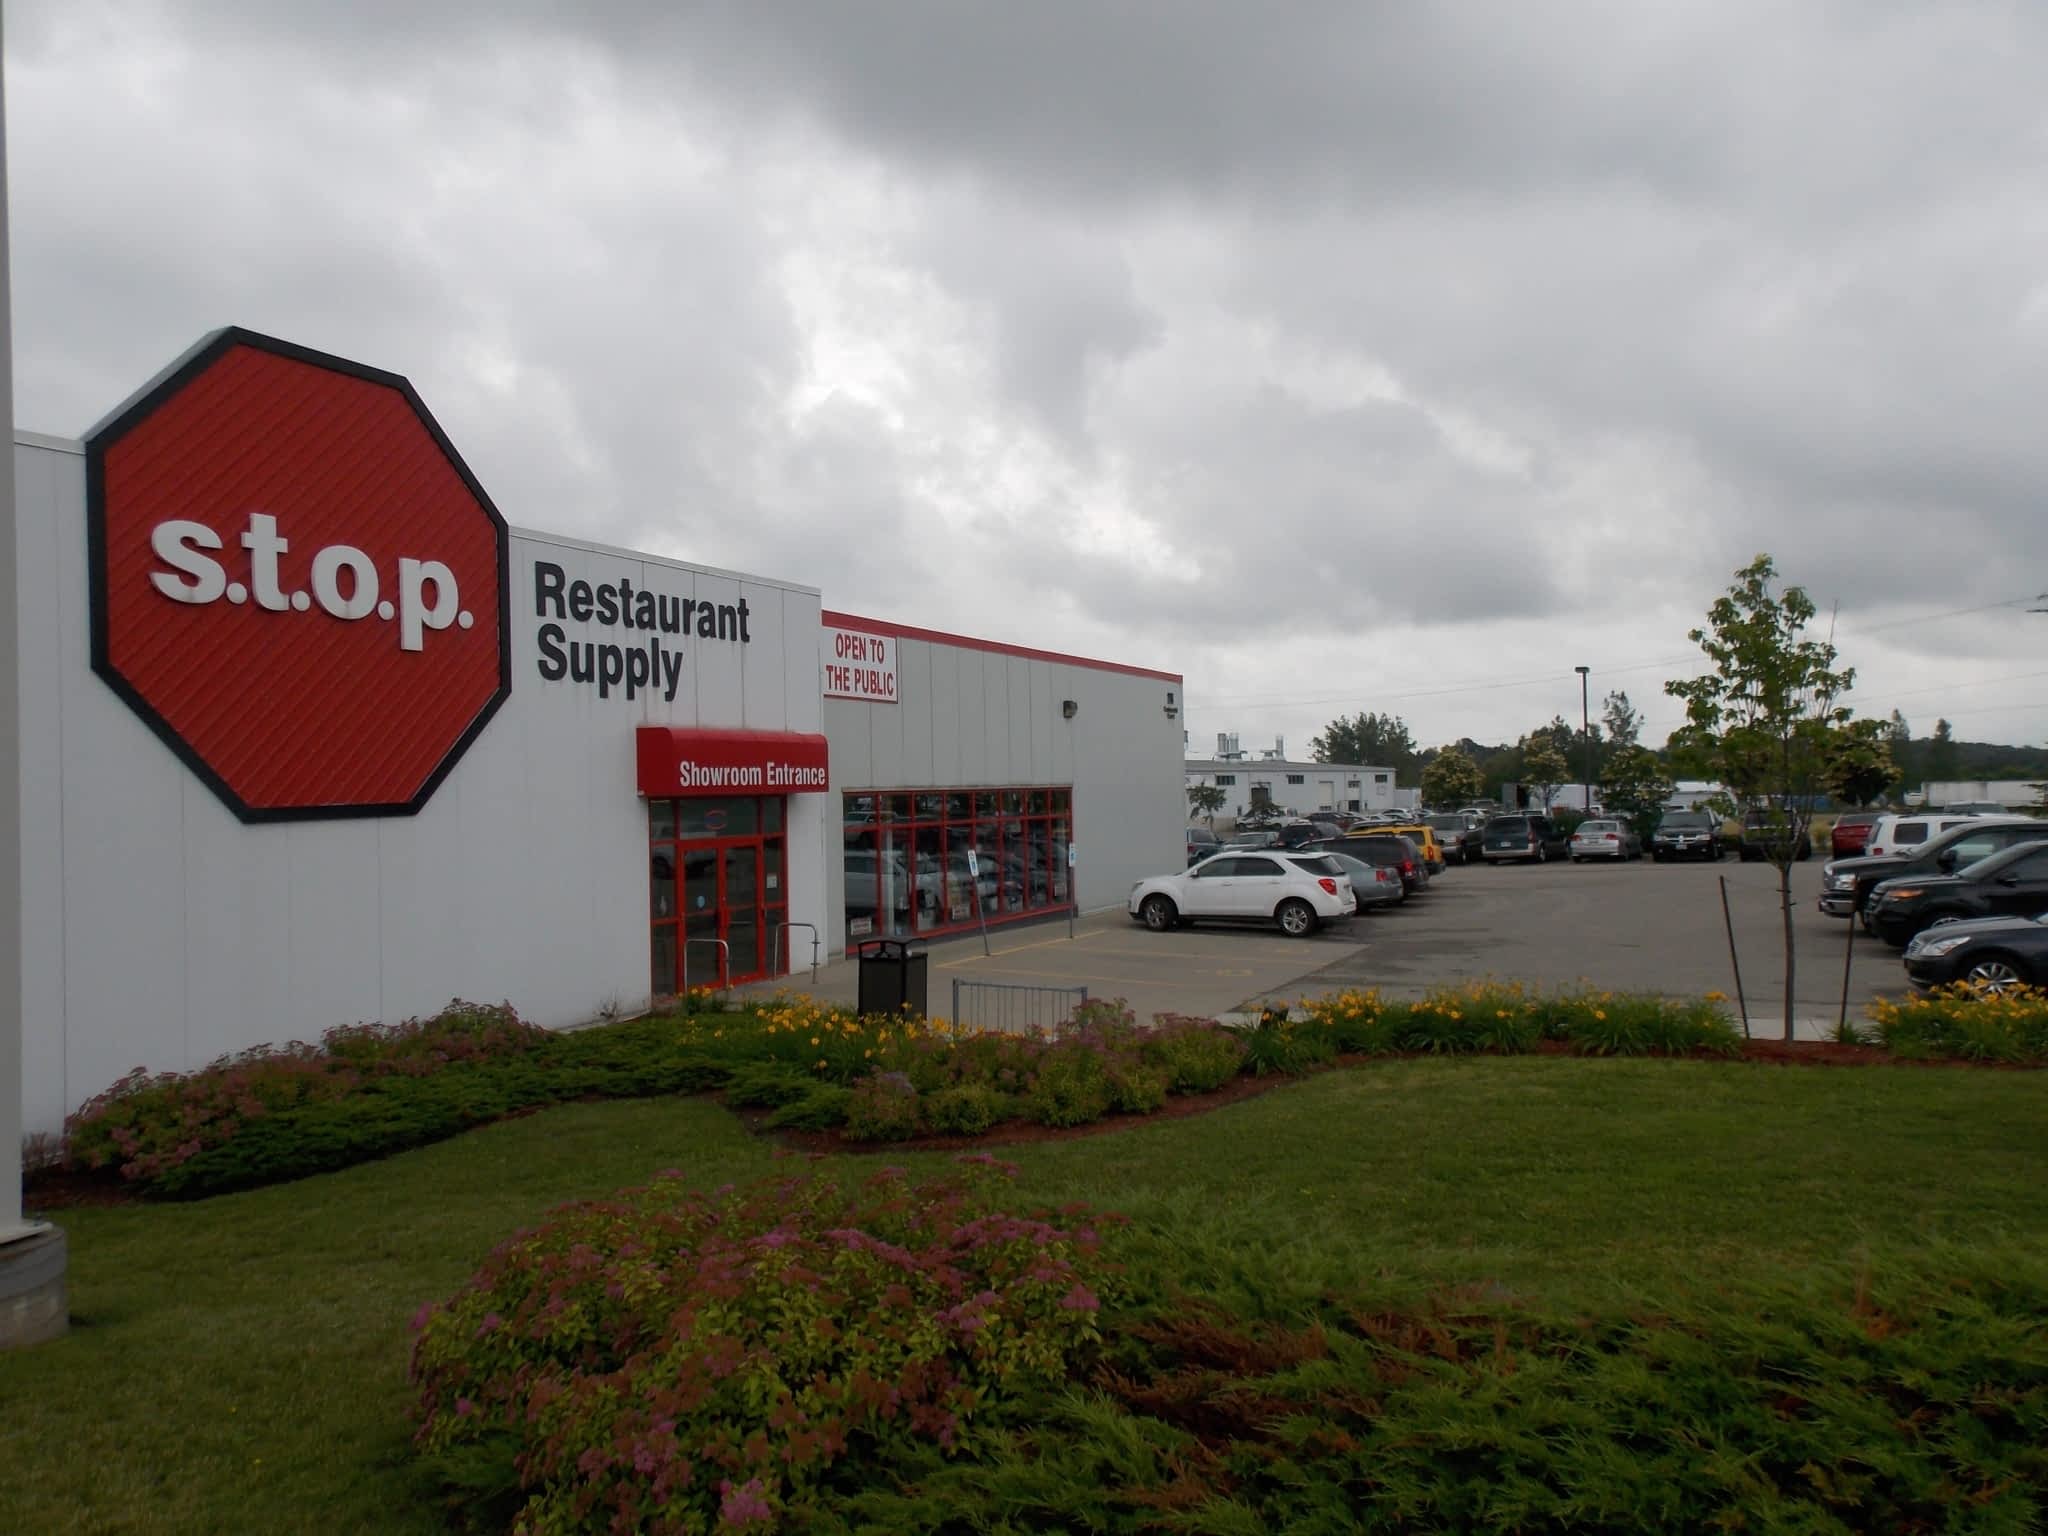 s.t.o.p.
Restaurant
Supply
OPEN TO
THE PUBLIC
Showroom Entrance